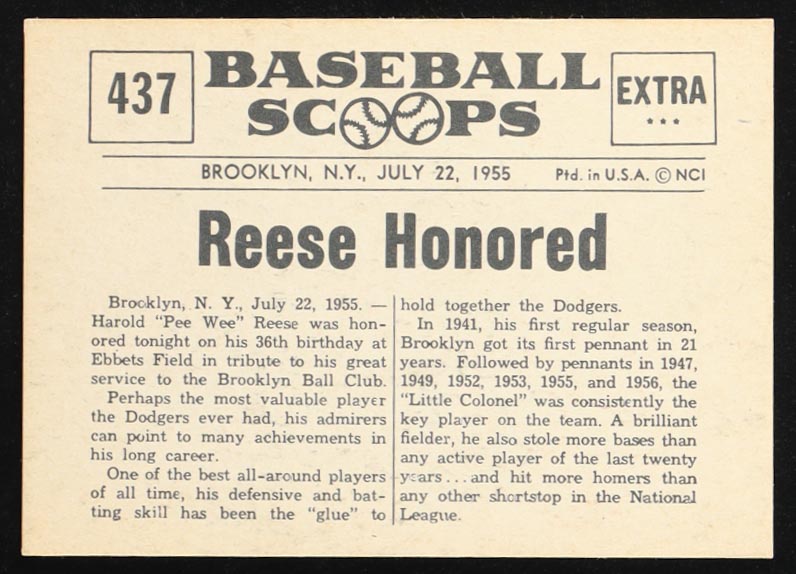 437
BASEBALL
SCOOPS
EXTRA
***
BROOKLYN, N.Y., JULY 22, 1955
Ptd. in U.S.A. © NCI
Reese Honored
Brooklyn, N. Y., July 22, 1955. —
Harold "Pee Wee" Reese was hon-
ored tonight on his 36th birthday at
Ebbets Field in tribute to his great
service to the Brooklyn Ball Club.
Perhaps the most valuable player
the Dodgers ever had, his admirers
can point to many achievements in
his long career.
One of the best all-around players
of all time, his defensive and bat-
ting skill has been the "glue" to
hold together the Dodgers.
In 1941, his first regular season,
Brooklyn got its first pennant in 21
years. Followed by pennants in 1947,
1949, 1952, 1953, 1955, and 1956, the
"Little Colonel" was consistently the
key player on the team. A brilliant
fielder, he also stole more bases than
any active player of the last twenty
years...and hit more homers than
any other shortstop in the National
League.